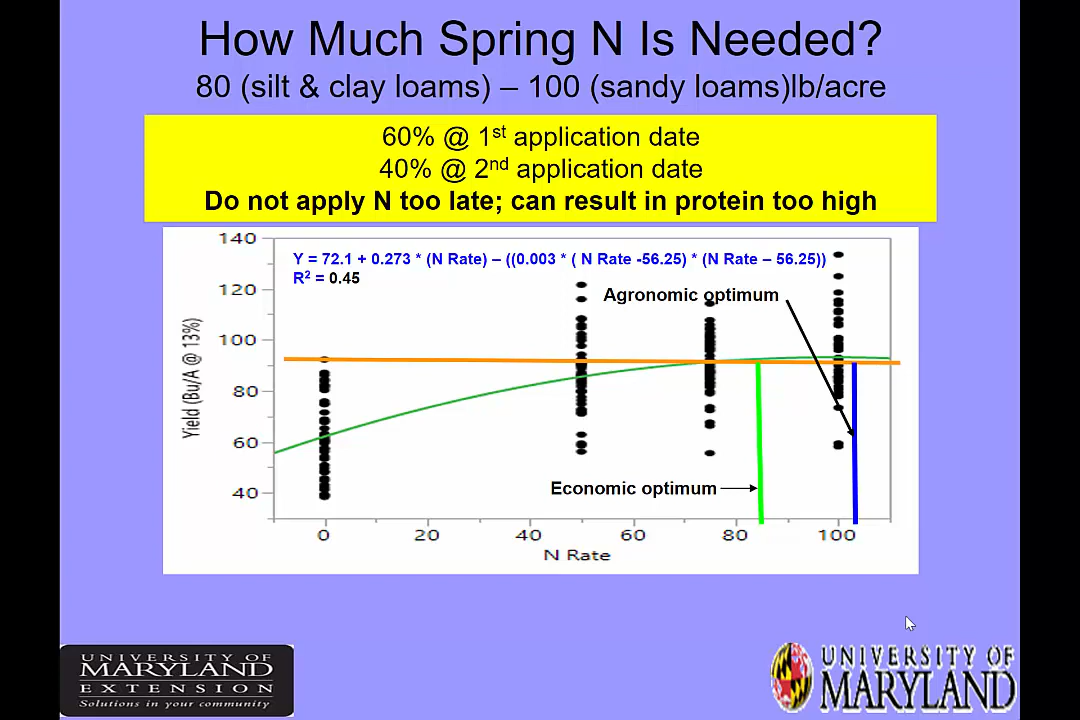 How Much Spring N Is Needed?
80 (silt & clay loams) – 100 (sandy loams)lb/acre
60% @ 1st application date
40% @ 2nd application date
Do not apply N too late; can result in protein too high
140
120
100
80
60
40
Yield (Bu/A @ 13%)
Y = 72.1 + 0.273 * (N Rate) – ((0.003 * ( N Rate -56.25) * (N Rate – 56.25))
R2 = 0.45
Agronomic optimum
Economic optimum
0 20 40 60 80 100
N Rate
UNIVERSITY OF
MARYLAND
EXTENSION
Solutions in your community
UNIVERSITY OF
MARYLAND